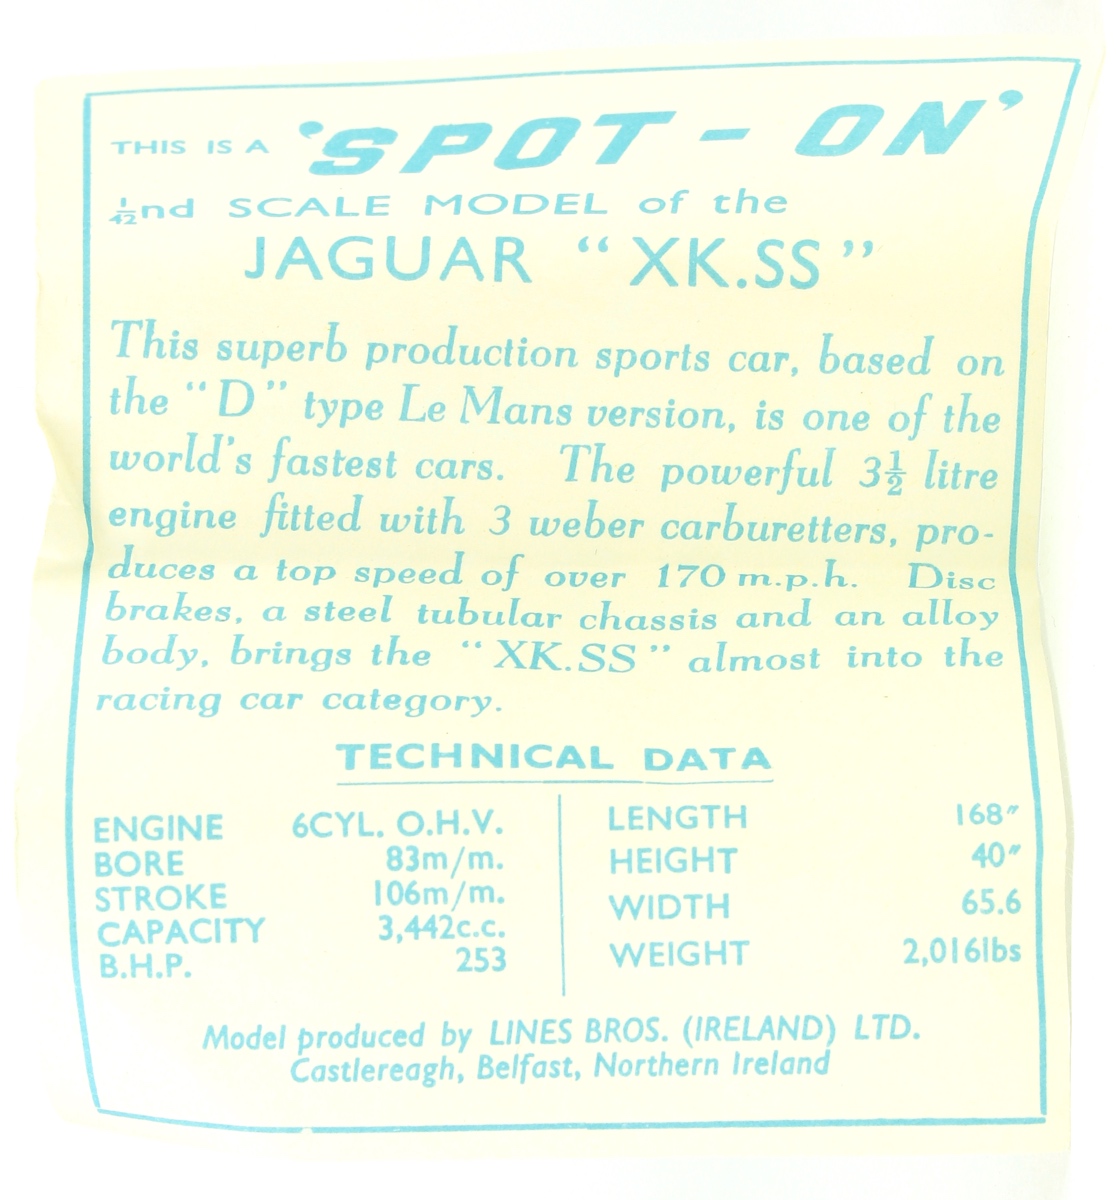 THIS IS A 'SPOT-ON'
1/42nd SCALE MODEL of the
JAGUAR "XK.SS"
This superb production sports car, based on
the "D" type Le Mans version, is one of the
world's fastest cars. The powerful 3½ litre
engine fitted with 3 weber carburetters, pro-
duces a top speed of over 170 m.p.h. Disc
brakes, a steel tubular chassis and an alloy
body, brings the "XK.SS" almost into the
racing car category.
TECHNICAL DATA
ENGINE 6CYL. O.H.V.
BORE 83m/m.
STROKE 106m/m.
CAPACITY 3,442c.c.
B.H.P. 253
LENGTH 168"
HEIGHT 40"
WIDTH 65.6
WEIGHT 2,016lbs
Model produced by LINES BROS. (IRELAND) LTD.
Castlereagh, Belfast, Northern Ireland